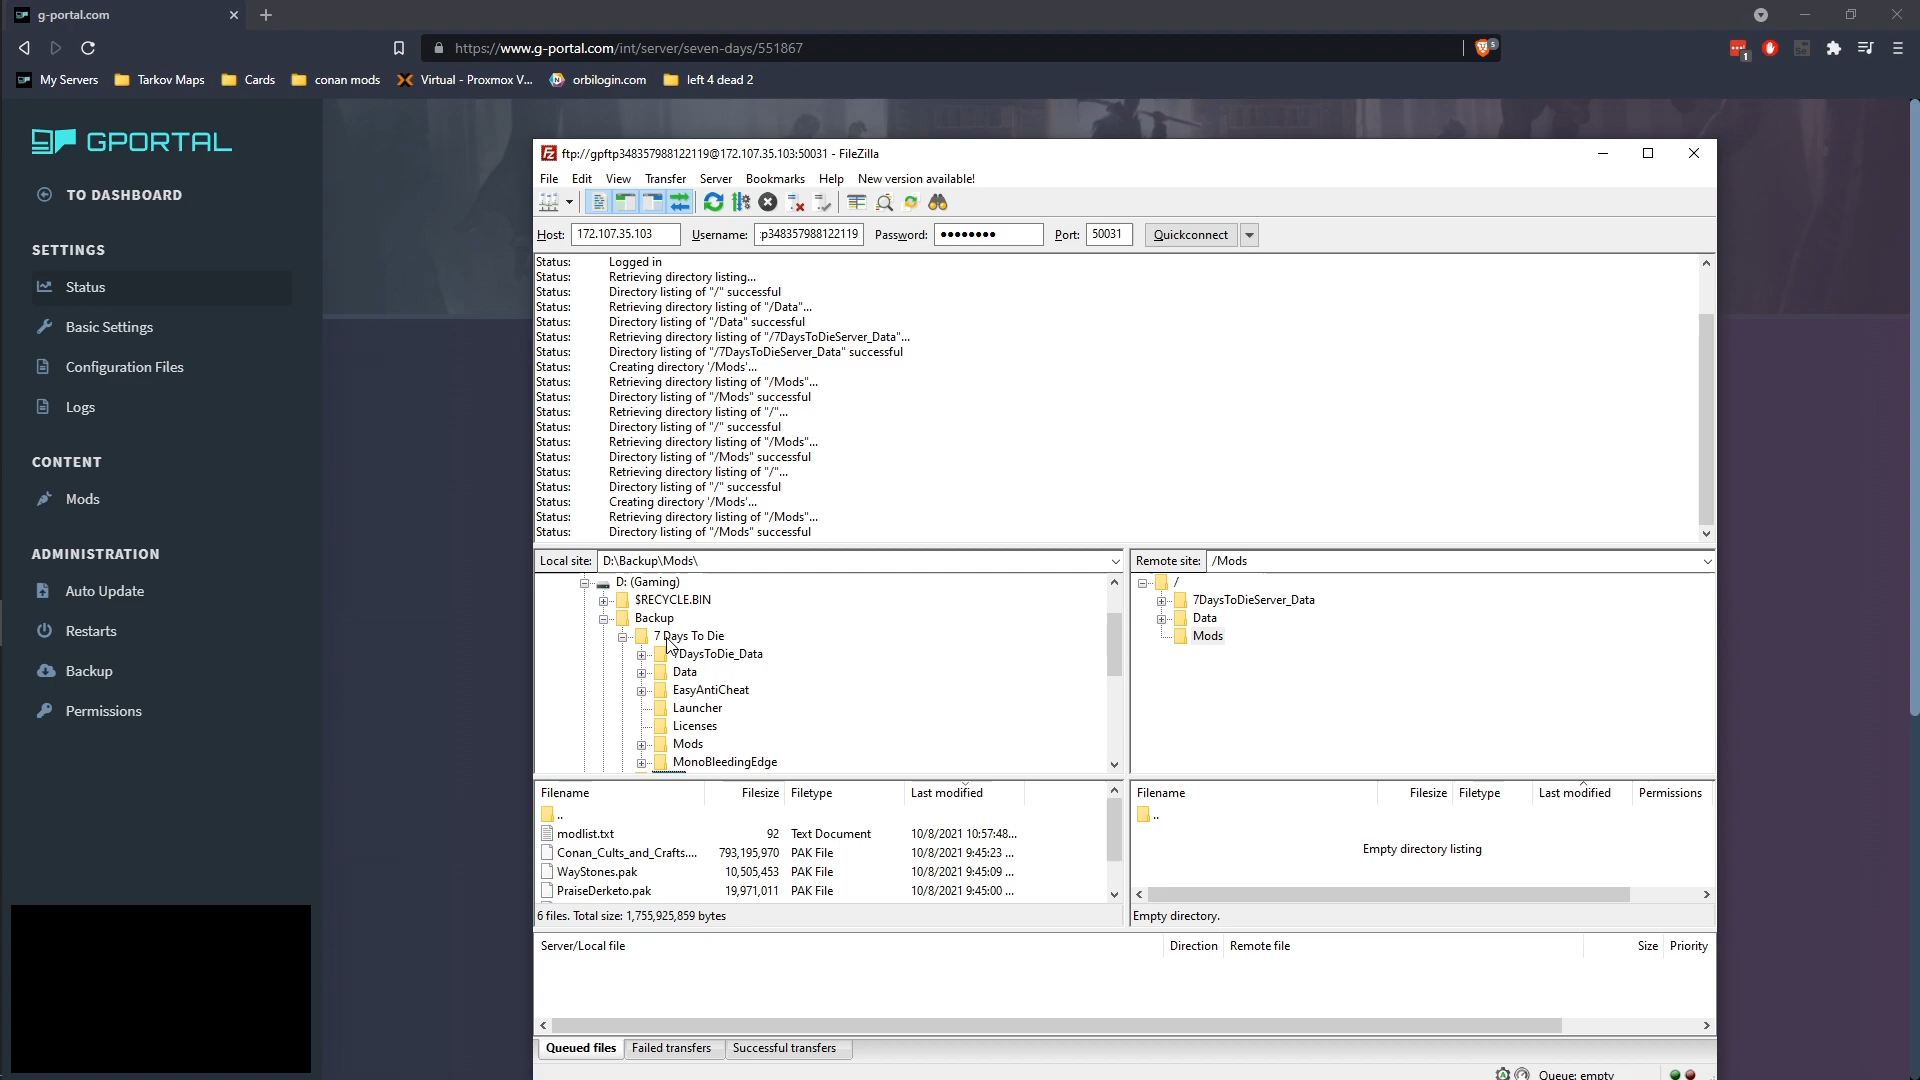 g-portal.com
https://www.g-portal.com/int/server/seven-days/551867
5
1
My Servers
Tarkov Maps
Cards
conan mods
Virtual - Proxmox V...
orbilogin.com
left 4 dead 2
GPORTAL
TO DASHBOARD
SETTINGS
Status
Basic Settings
Configuration Files
Logs
CONTENT
Mods
ADMINISTRATION
Auto Update
Restarts
Backup
Permissions
ftp://gpftp348357988122119@172.107.35.103:50031 - FileZilla
File Edit View Transfer Server Bookmarks Help New version available!
Host: 172.107.35.103 Username: p348357988122119 Password: ●●●●●●●● Port: 50031 Quickconnect
Status: Logged in
Status: Retrieving directory listing...
Status: Directory listing of "/" successful
Status: Retrieving directory listing of "/Data"...
Status: Directory listing of "/Data" successful
Status: Retrieving directory listing of "/7DaysToDieServer_Data"...
Status: Directory listing of "/7DaysToDieServer_Data" successful
Status: Creating directory '/Mods'...
Status: Retrieving directory listing of "/Mods"...
Status: Directory listing of "/Mods" successful
Status: Retrieving directory listing of "/"...
Status: Directory listing of "/" successful
Status: Retrieving directory listing of "/Mods"...
Status: Directory listing of "/Mods" successful
Status: Retrieving directory listing of "/"...
Status: Directory listing of "/" successful
Status: Creating directory '/Mods'...
Status: Retrieving directory listing of "/Mods"...
Status: Directory listing of "/Mods" successful
Local site: D:\Backup\Mods\
D: (Gaming)
$RECYCLE.BIN
Backup
7 Days To Die
7DaysToDie_Data
Data
EasyAntiCheat
Launcher
Licenses
Mods
MonoBleedingEdge
Remote site: /Mods
/
7DaysToDieServer_Data
Data
Mods
Filename Filesize Filetype Last modified
..
modlist.txt 92 Text Document 10/8/2021 10:57:48...
Conan_Cults_and_Crafts.... 793,195,970 PAK File 10/8/2021 9:45:23 ...
WayStones.pak 10,505,453 PAK File 10/8/2021 9:45:09 ...
PraiseDerketo.pak 19,971,011 PAK File 10/8/2021 9:45:00 ...
6 files. Total size: 1,755,925,859 bytes
Filename Filesize Filetype Last modified Permissions
..
Empty directory listing
Empty directory.
Server/Local file Direction Remote file Size Priority
Queued files Failed transfers Successful transfers
Queue: empty